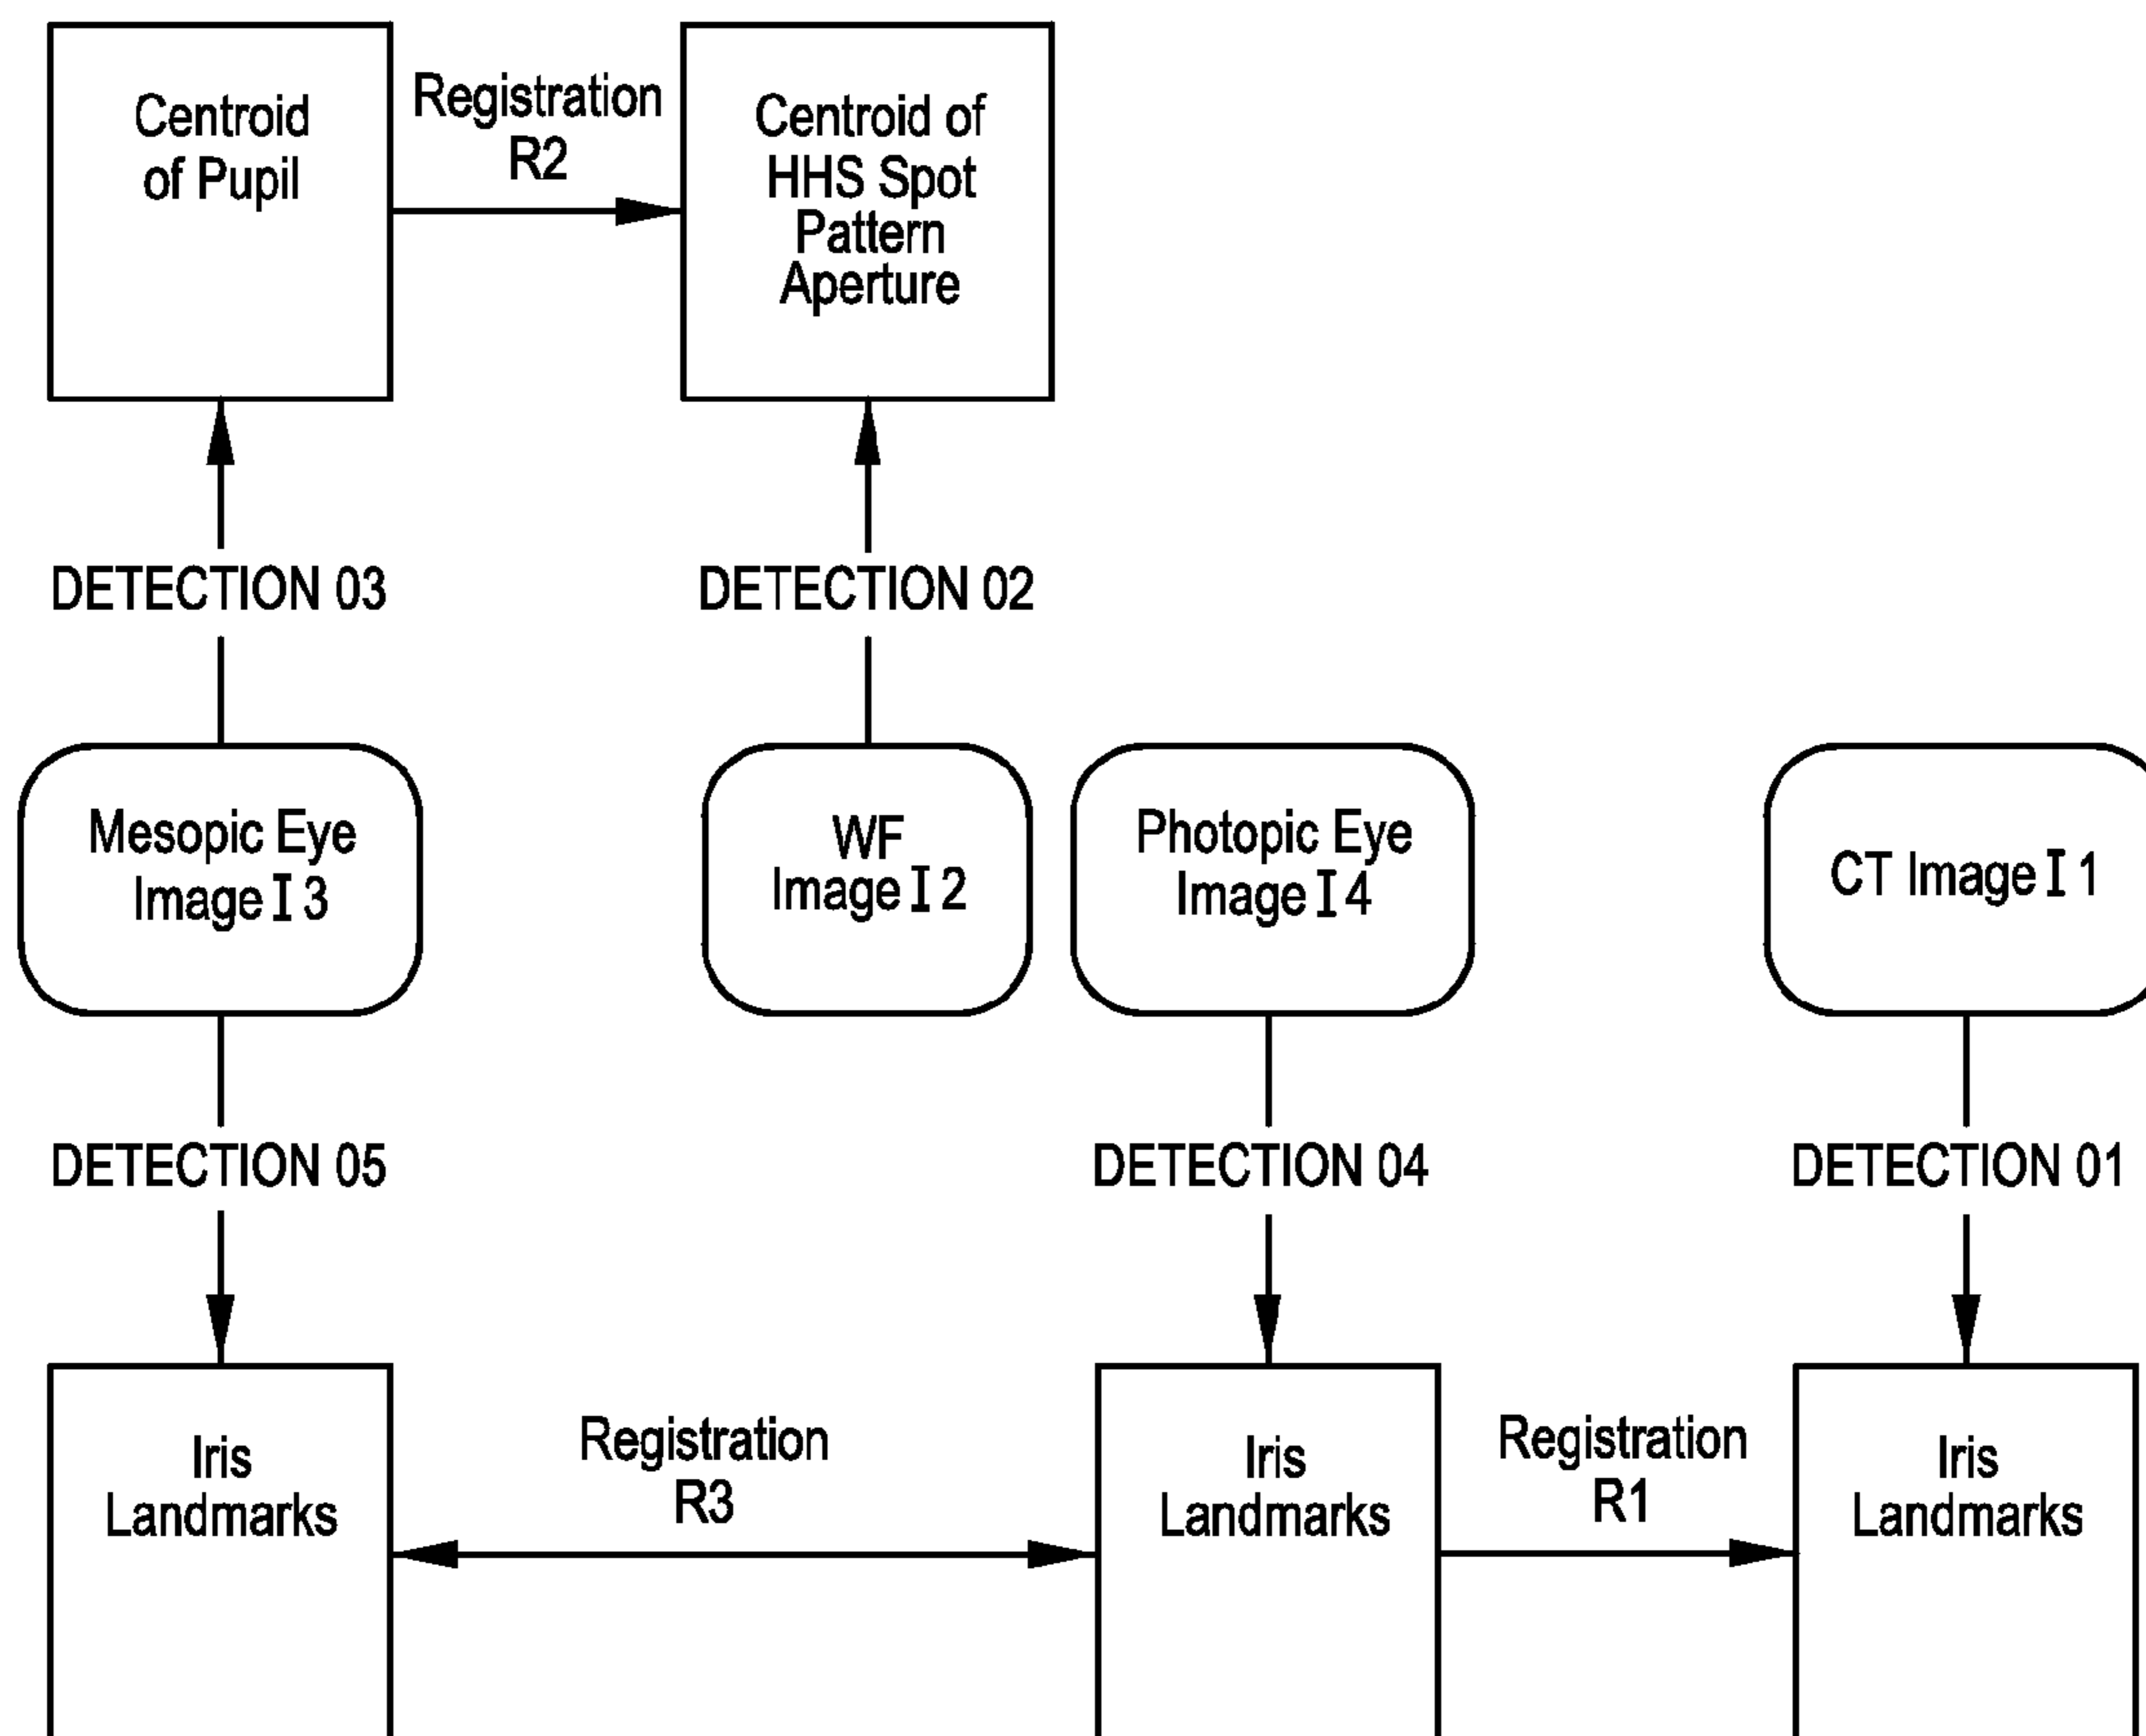 Centroid
of Pupil
Registration
R2
Centroid of
HHS Spot
Pattern
Aperture
DETECTION 03
DETECTION 02
Mesopic Eye
Image I 3
WF
Image I 2
Photopic Eye
Image I 4
CT Image I 1
DETECTION 05
DETECTION 04
DETECTION 01
Iris
Landmarks
Registration
R3
Iris
Landmarks
Registration
R1
Iris
Landmarks